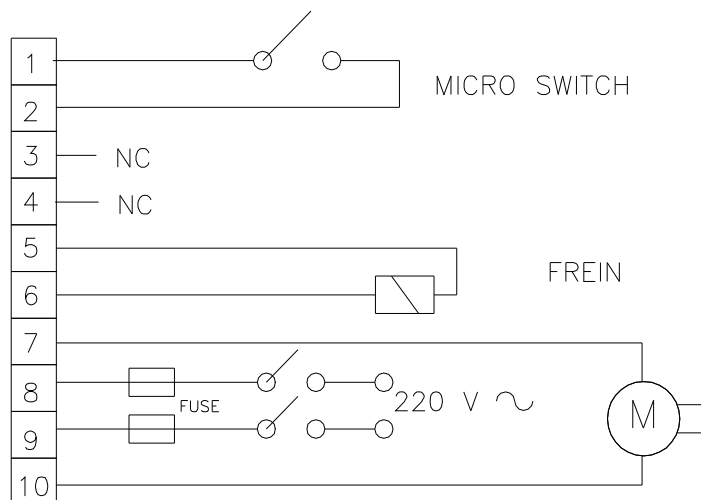 1
MICRO SWITCH
2
3 NC
4 NC
5
FREIN
6
7
8
FUSE
220 V ~
M
9
10